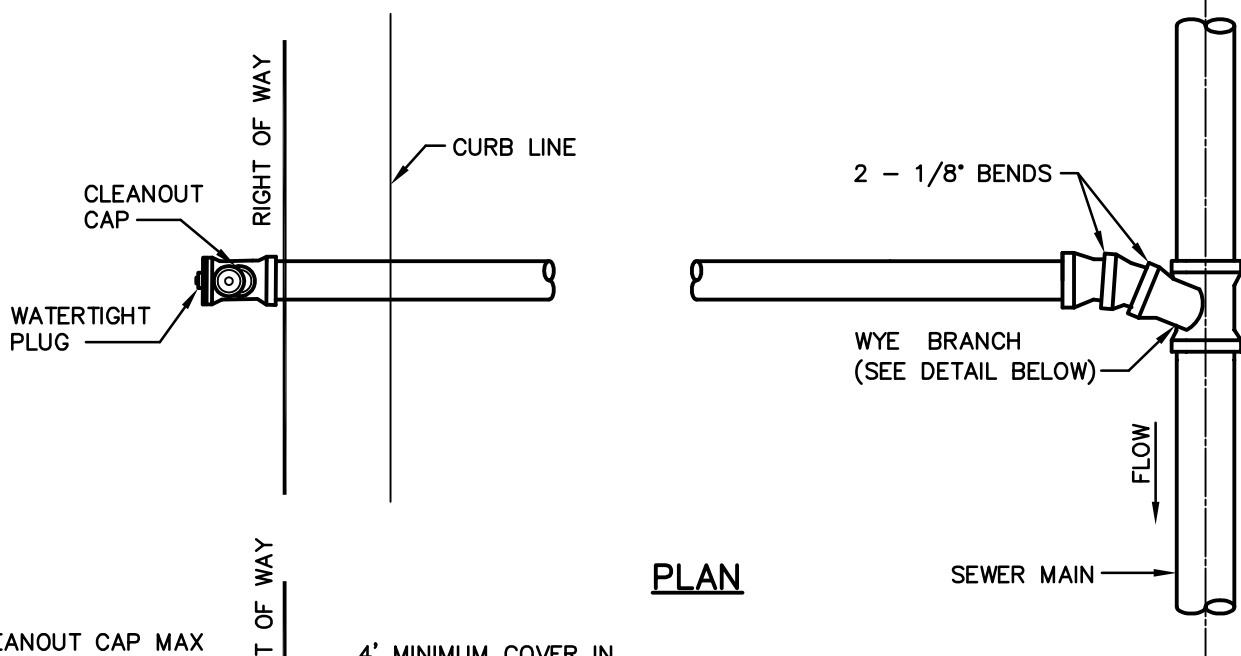 RIGHT OF WAY
CURB LINE
CLEANOUT
CAP
2 - 1/8° BENDS
WATERTIGHT
PLUG
WYE BRANCH
(SEE DETAIL BELOW)
FLOW
PLAN
SEWER MAIN
T OF WAY
EANOUT CAP MAX
4' MINIMUM COVER IN